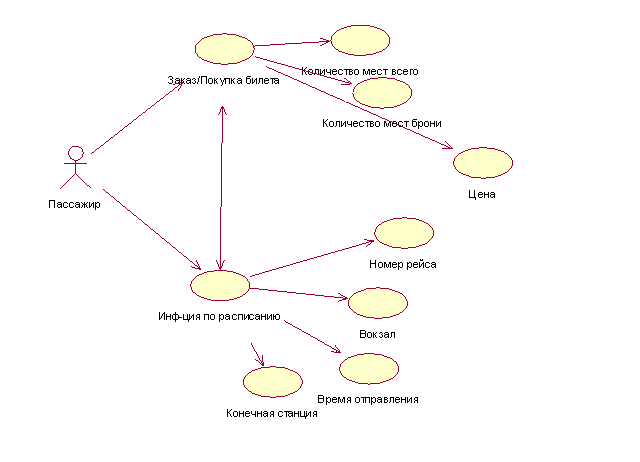 Заказ/Покупка билета
Количество мест всего
Количество мест брони
Цена
Пассажир
Номер рейса
Инф-ция по расписанию
Вокзал
Время отправления
Конечная станция